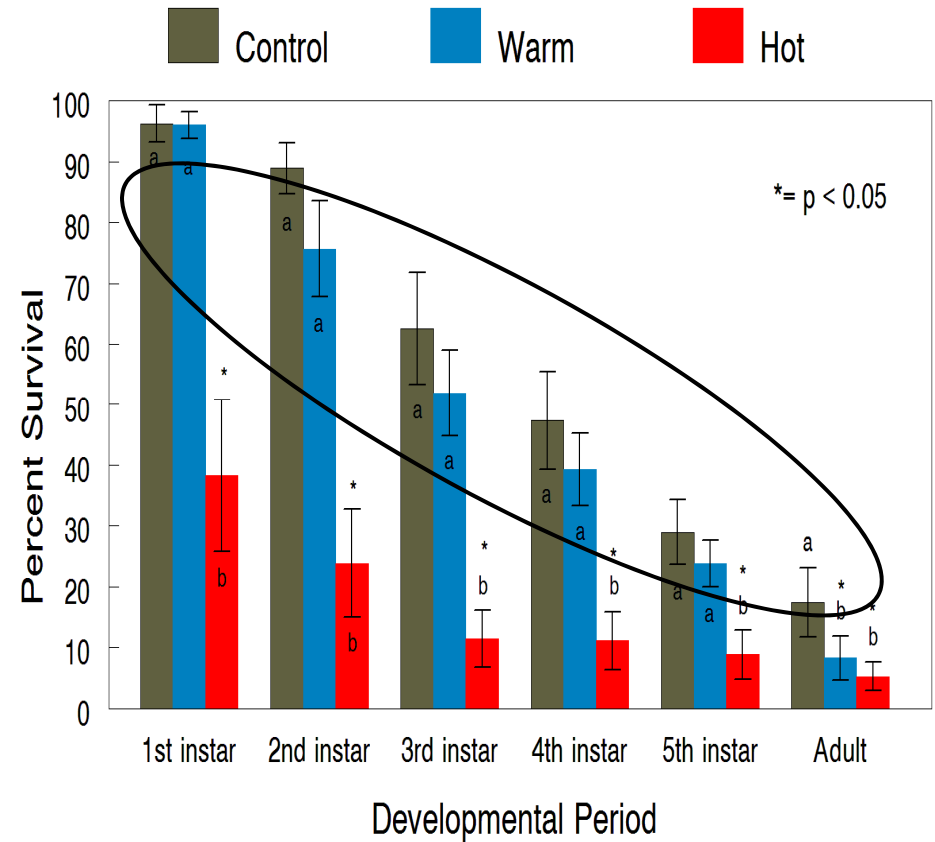 Control Warm Hot
*= p < 0.05
Percent Survival
100
90
80
70
60
50
40
30
20
10
0
a a * b
a a * b
a a * b
a a * b
a a * b
a * b * b
1st instar 2nd instar 3rd instar 4th instar 5th instar Adult
Developmental Period